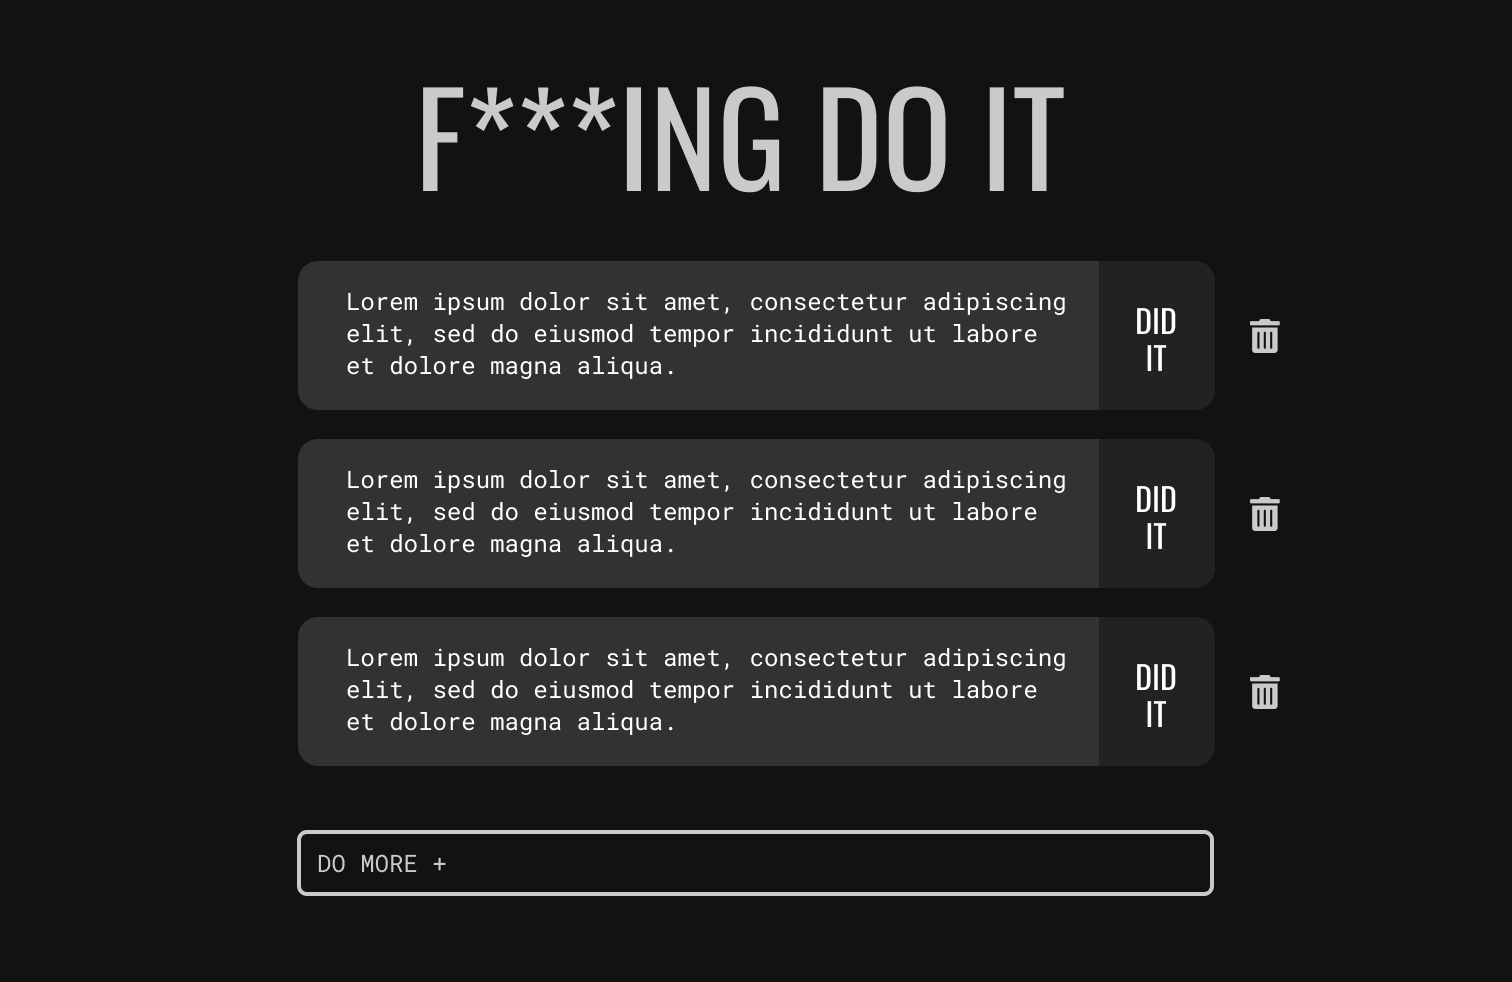 F***ING DO IT
Lorem ipsum dolor sit amet, consectetur adipiscing
elit, sed do eiusmod tempor incididunt ut labore
et dolore magna aliqua.
DID
IT
Lorem ipsum dolor sit amet, consectetur adipiscing
elit, sed do eiusmod tempor incididunt ut labore
et dolore magna aliqua.
DID
IT
Lorem ipsum dolor sit amet, consectetur adipiscing
elit, sed do eiusmod tempor incididunt ut labore
et dolore magna aliqua.
DID
IT
DO MORE +